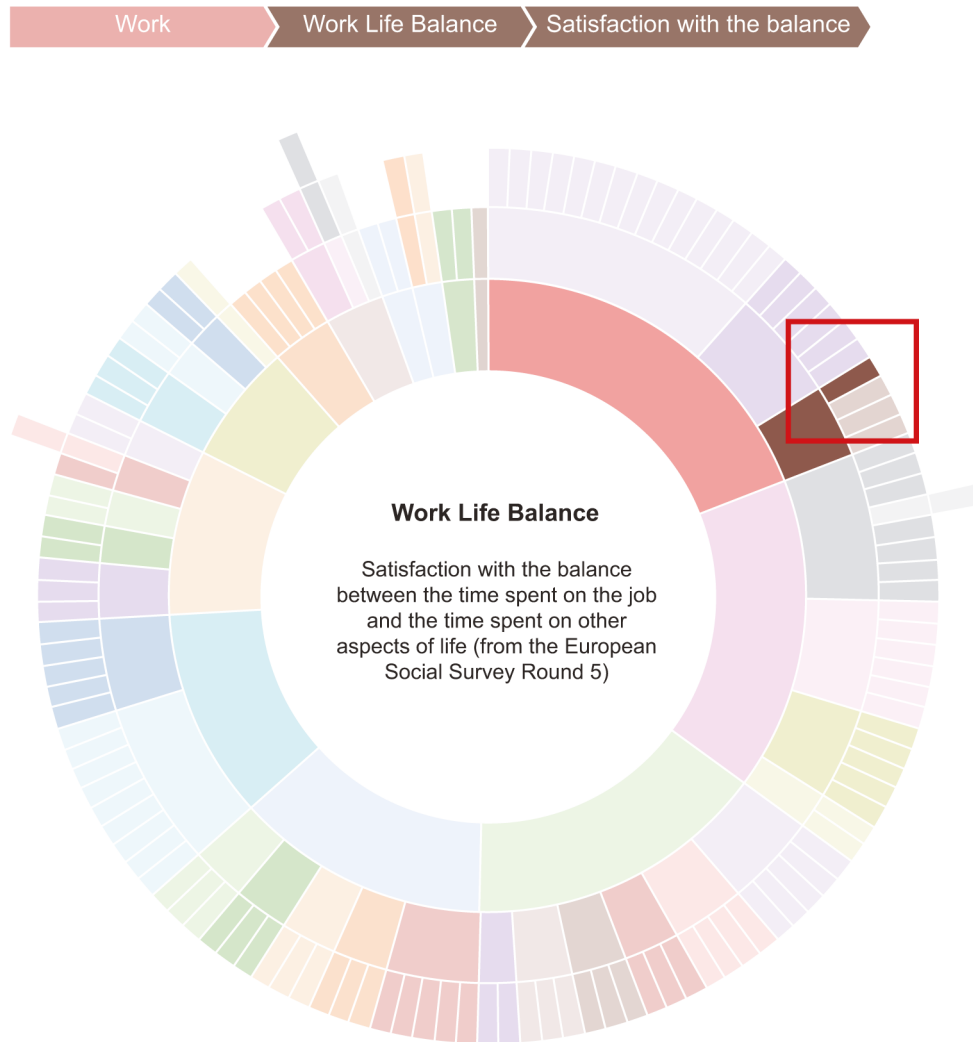 Work
Work Life Balance
Satisfaction with the balance
Work Life Balance
Satisfaction with the balance
between the time spent on the job
and the time spent on other
aspects of life (from the European
Social Survey Round 5)